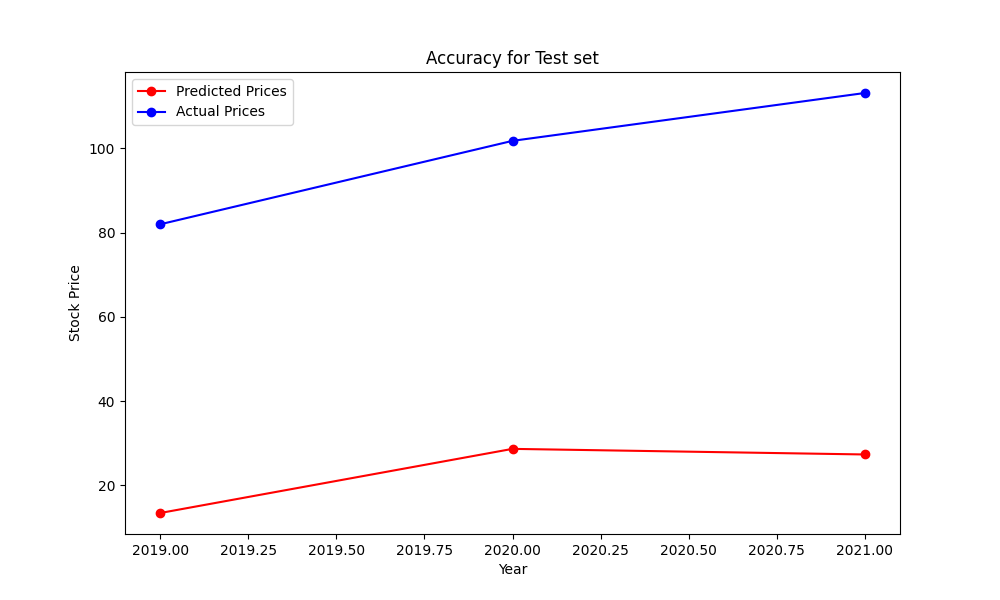 Accuracy for Test set
Predicted Prices
Actual Prices
Stock Price
100
80
60
40
20
2019.00 2019.25 2019.50 2019.75 2020.00 2020.25 2020.50 2020.75 2021.00
Year